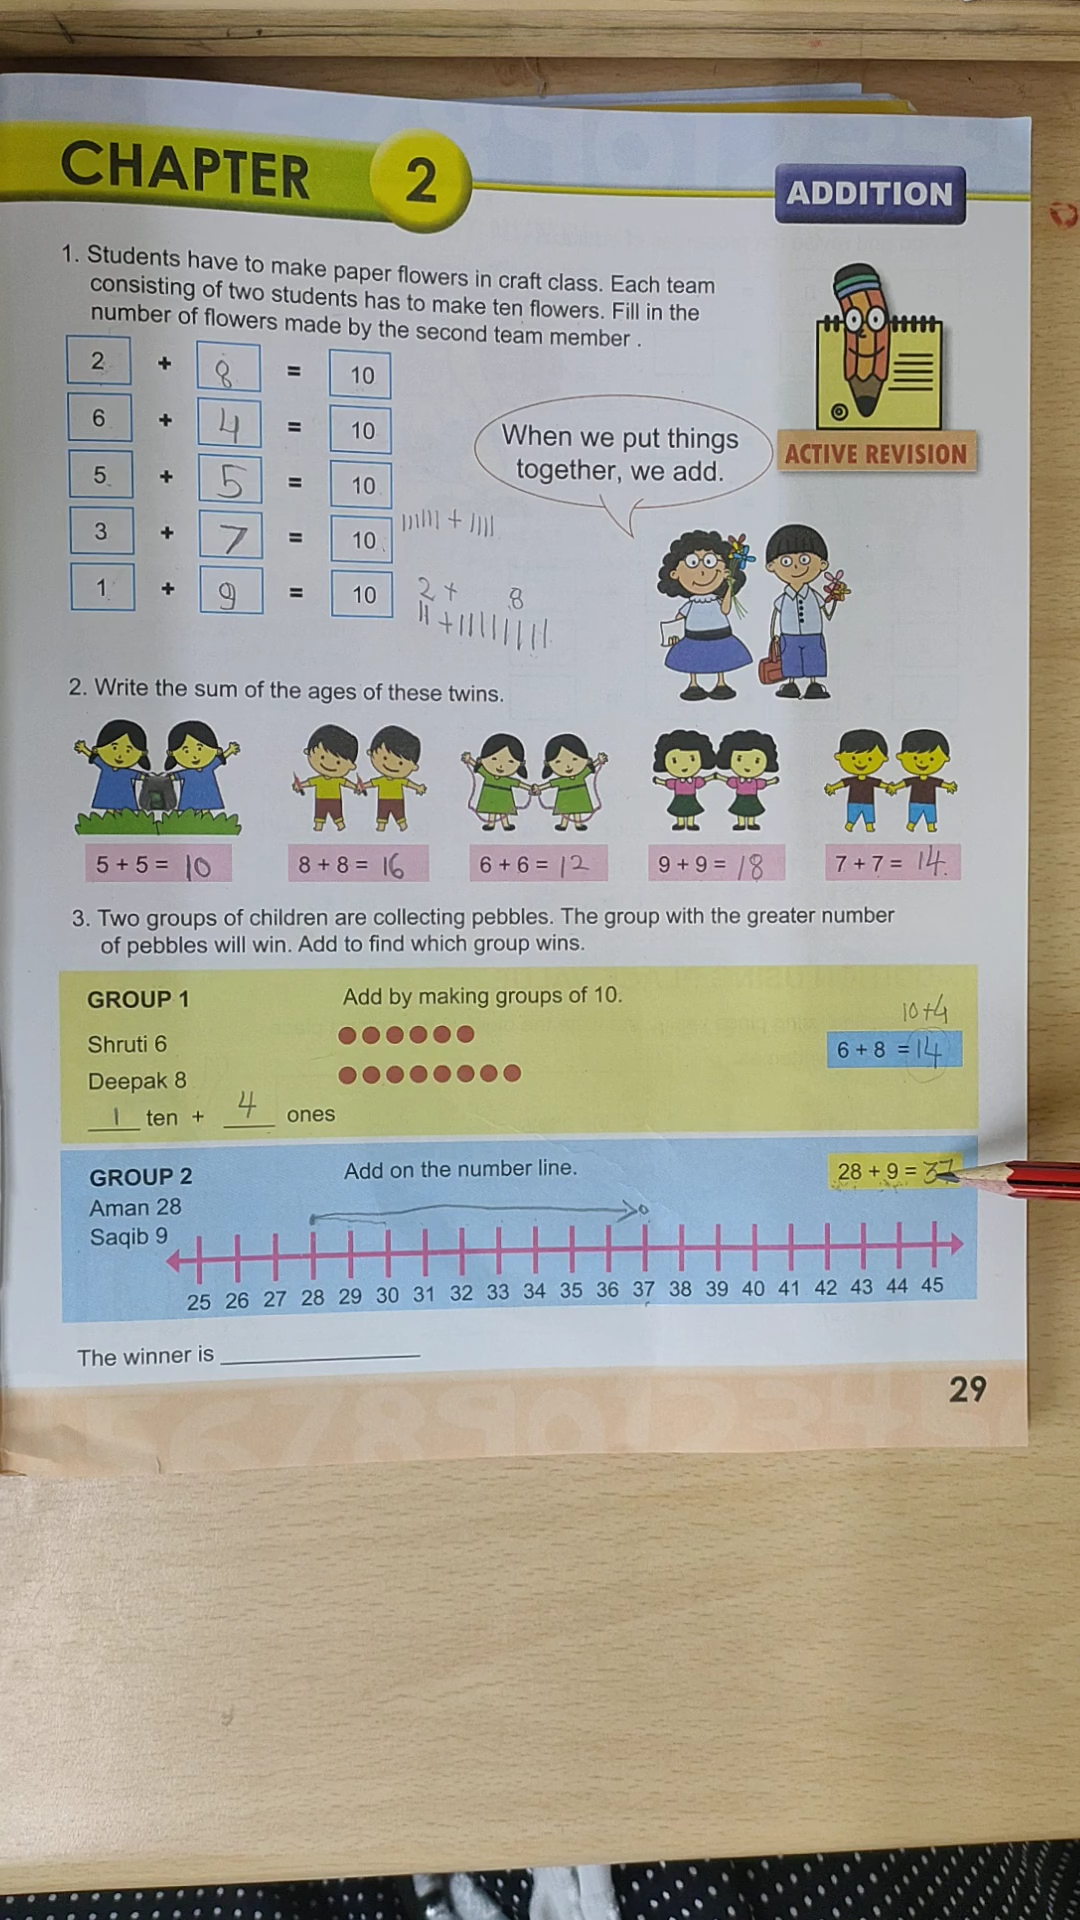 CHAPTER 2
ADDITION
1. Students have to make paper flowers in craft class. Each team
consisting of two students has to make ten flowers. Fill in the
number of flowers made by the second team member .
2 + 8 = 10
6 + 4 = 10
5 + 5 = 10
3 + 7 = 10
1 + 9 = 10
2 + 8
When we put things
together, we add.
ACTIVE REVISION
2. Write the sum of the ages of these twins.
5 + 5 = 10
8 + 8 = 16
6 + 6 = 12
9 + 9 = 18
7 + 7 = 14
3. Two groups of children are collecting pebbles. The group with the greater number
of pebbles will win. Add to find which group wins.
GROUP 1
Add by making groups of 10.
10+4
Shruti 6
6 + 8 = 14
Deepak 8
1 ten + 4 ones
GROUP 2
Add on the number line.
28 + 9 = 37
Aman 28
Saqib 9
25 26 27 28 29 30 31 32 33 34 35 36 37 38 39 40 41 42 43 44 45
The winner is
29